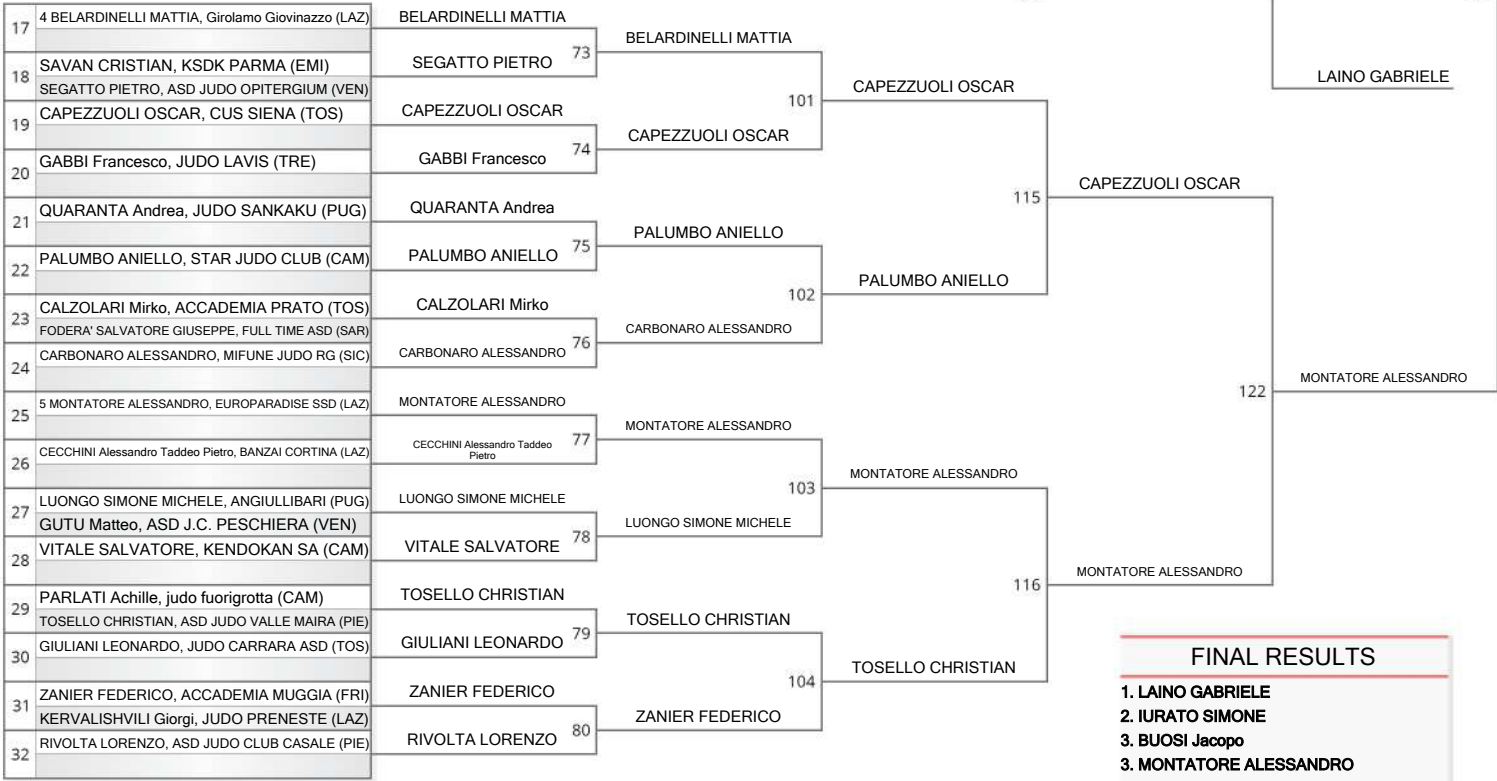 17
4 BELARDINELLI MATTIA, Girolamo Giovinazzo (LAZ)
18
SAVAN CRISTIAN, KSDK PARMA (EMI)
SEGATTO PIETRO, ASD JUDO OPITERGIUM (VEN)
19
CAPEZZUOLI OSCAR, CUS SIENA (TOS)
20
GABBI Francesco, JUDO LAVIS (TRE)
21
QUARANTA Andrea, JUDO SANKAKU (PUG)
22
PALUMBO ANIELLO, STAR JUDO CLUB (CAM)
23
CALZOLARI Mirko, ACCADEMIA PRATO (TOS)
FODERA' SALVATORE GIUSEPPE, FULL TIME ASD (SAR)
24
CARBONARO ALESSANDRO, MIFUNE JUDO RG (SIC)
25
5 MONTATORE ALESSANDRO, EUROPARADISE SSD (LAZ)
26
CECCHINI Alessandro Taddeo Pietro, BANZAI CORTINA (LAZ)
27
LUONGO SIMONE MICHELE, ANGIULLIBARI (PUG)
GUTU Matteo, ASD J.C. PESCHIERA (VEN)
28
VITALE SALVATORE, KENDOKAN SA (CAM)
29
PARLATI Achille, judo fuorigrotta (CAM)
TOSELLO CHRISTIAN, ASD JUDO VALLE MAIRA (PIE)
30
GIULIANI LEONARDO, JUDO CARRARA ASD (TOS)
31
ZANIER FEDERICO, ACCADEMIA MUGGIA (FRI)
KERVALISHVILI Giorgi, JUDO PRENESTE (LAZ)
32
RIVOLTA LORENZO, ASD JUDO CLUB CASALE (PIE)
BELARDINELLI MATTIA
SEGATTO PIETRO
73
CAPEZZUOLI OSCAR
GABBI Francesco
74
QUARANTA Andrea
PALUMBO ANIELLO
75
CALZOLARI Mirko
CARBONARO ALESSANDRO
76
MONTATORE ALESSANDRO
CECCHINI Alessandro Taddeo
Pietro
77
LUONGO SIMONE MICHELE
VITALE SALVATORE
78
TOSELLO CHRISTIAN
GIULIANI LEONARDO
79
ZANIER FEDERICO
RIVOLTA LORENZO
80
BELARDINELLI MATTIA
CAPEZZUOLI OSCAR
101
PALUMBO ANIELLO
CARBONARO ALESSANDRO
102
MONTATORE ALESSANDRO
LUONGO SIMONE MICHELE
103
TOSELLO CHRISTIAN
ZANIER FEDERICO
104
CAPEZZUOLI OSCAR
PALUMBO ANIELLO
115
MONTATORE ALESSANDRO
TOSELLO CHRISTIAN
116
CAPEZZUOLI OSCAR
MONTATORE ALESSANDRO
122
LAINO GABRIELE
MONTATORE ALESSANDRO
FINAL RESULTS
1. LAINO GABRIELE
2. IURATO SIMONE
3. BUOSI Jacopo
3. MONTATORE ALESSANDRO